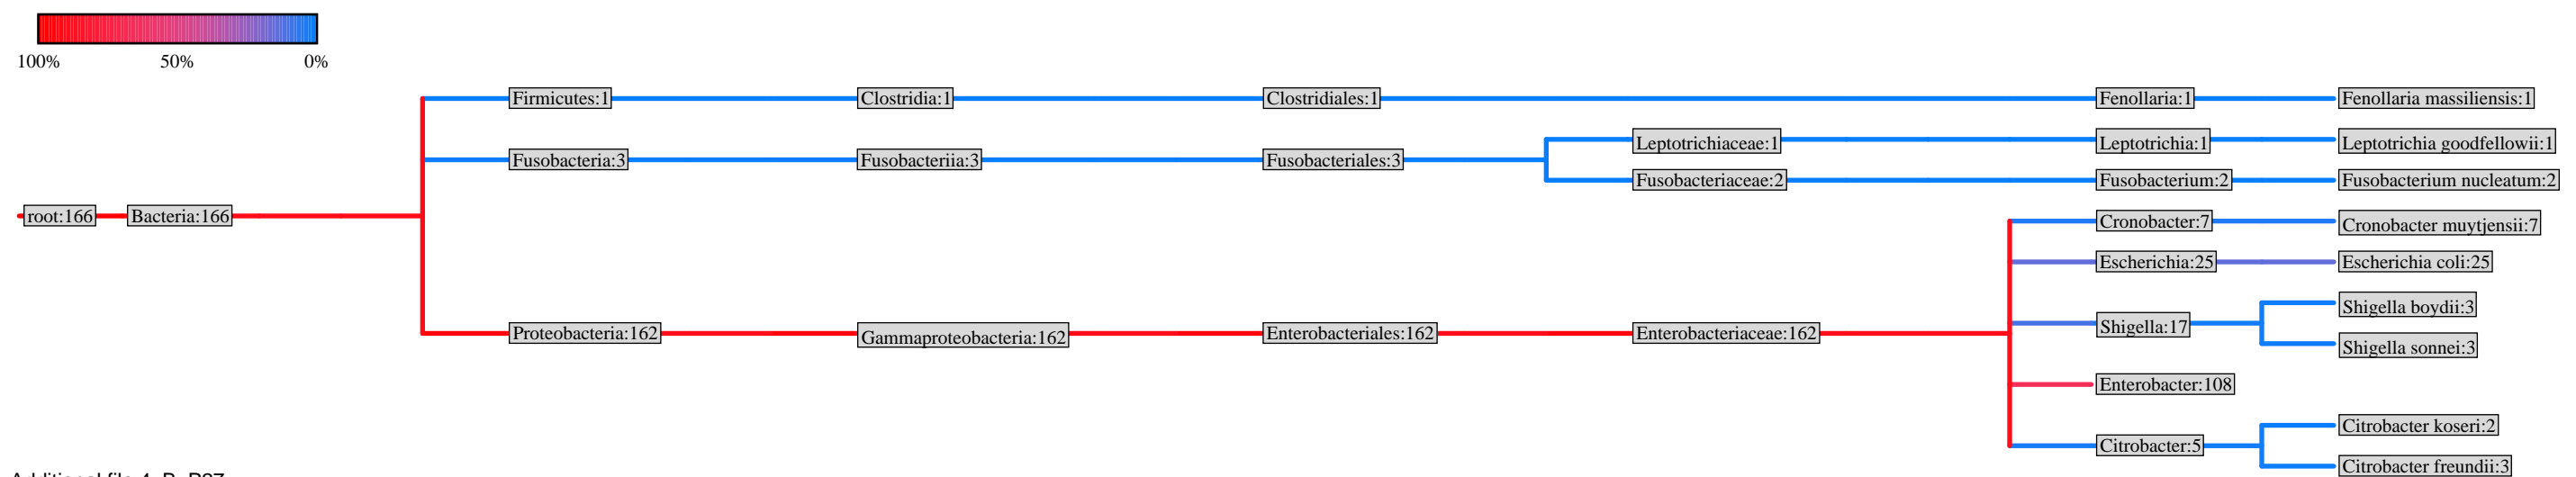 100% 50% 0%
Firmicutes:1 Clostridia:1 Clostridiales:1 Fenollaria:1 Fenollaria massiliensis:1
Leptotrichiaceae:1 Leptotrichia:1 Leptotrichia goodfellowii:1
Fusobacteria:3 Fusobacteriia:3 Fusobacteriales:3
Fusobacteriaceae:2 Fusobacterium:2 Fusobacterium nucleatum:2
root:166 Bacteria:166
Cronobacter:7 Cronobacter muytjensii:7
Escherichia:25 Escherichia coli:25
Shigella boydii:3
Shigella:17
Proteobacteria:162 Gammaproteobacteria:162 Enterobacteriales:162 Enterobacteriaceae:162
Shigella sonnei:3
Enterobacter:108
Citrobacter koseri:2
Citrobacter:5
Citrobacter freundii:3